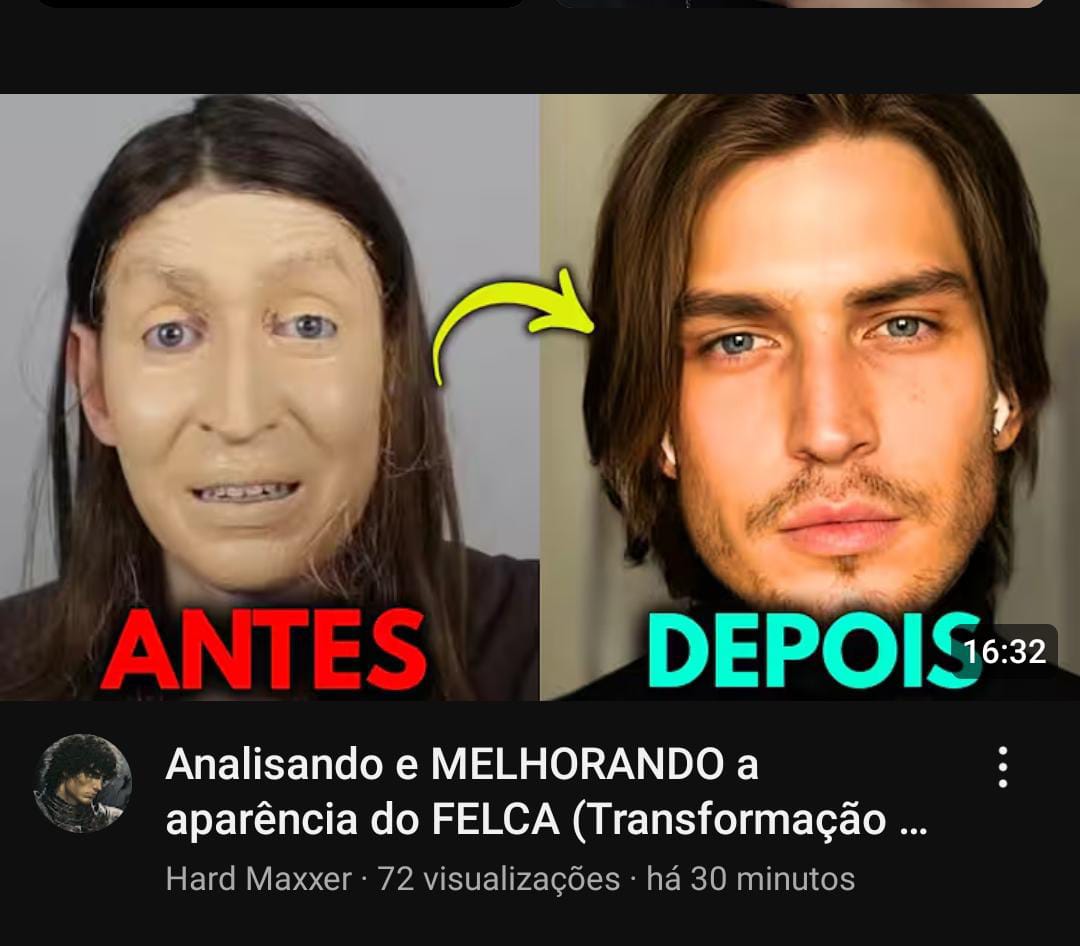 ANTES
DEPOIS
16:32
Analisando e MELHORANDO a
aparência do FELCA (Transformação ...
Hard Maxxer · 72 visualizações · há 30 minutos